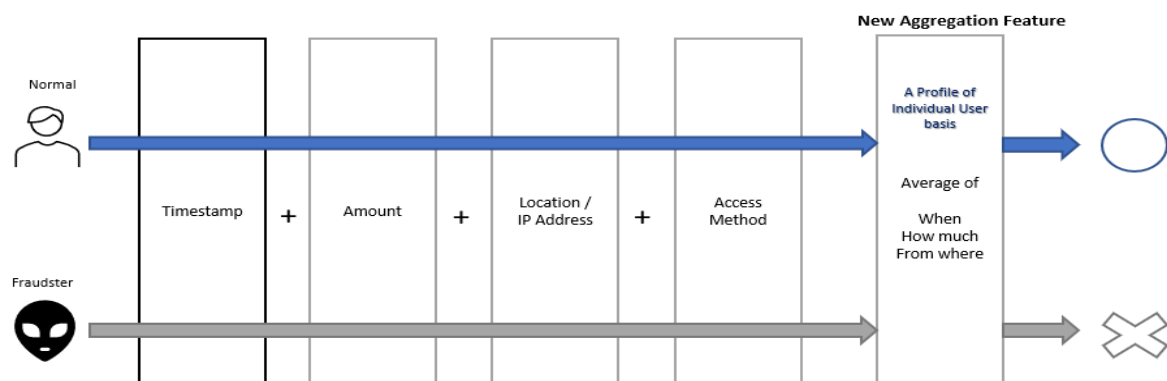 New Aggregation Feature
Normal
A Profile of
Individual User
basis
Timestamp
+
Amount
+
Location /
IP Address
+
Access
Method
Average of
When
How much
From where
Fraudster